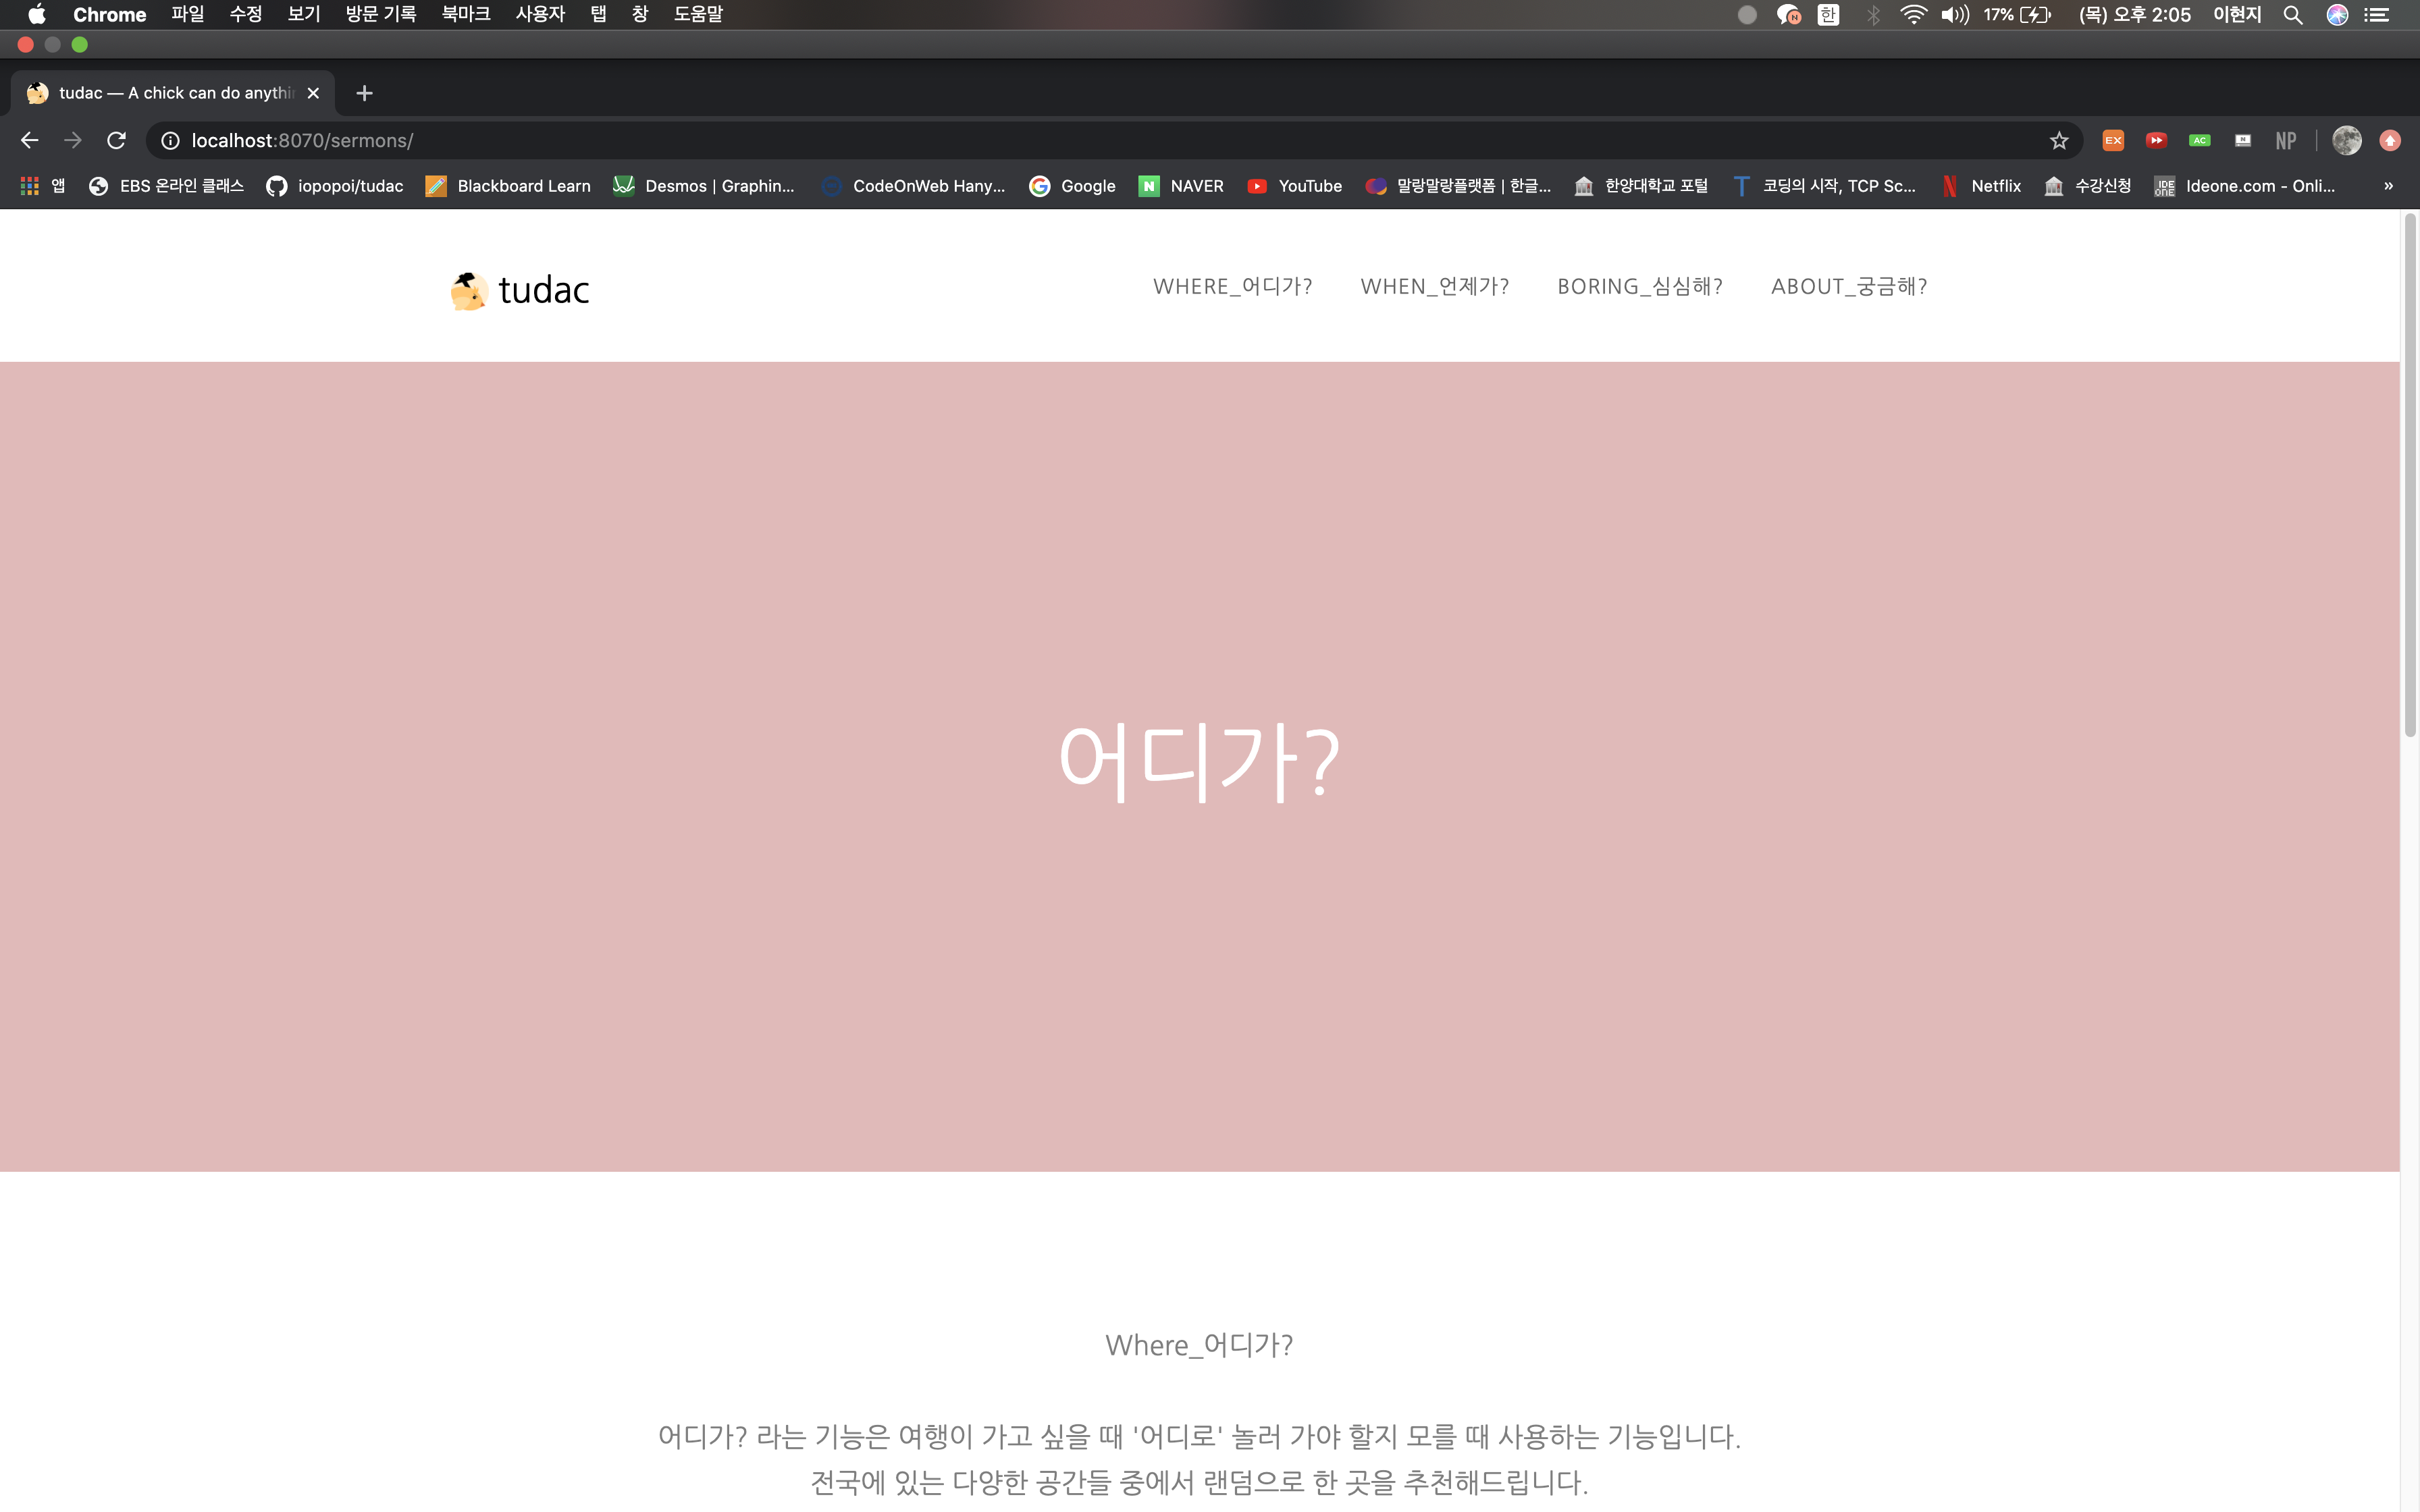 Chrome 파일 수정 보기 방문 기록 북마크 사용자 탭 창 도움말 한 17% (목) 오후 2:05 이현지
tudac — A chick can do anythin
localhost:8070/sermons/ EX AC N NP
앱 EBS 온라인 클래스 iopopoi/tudac Blackboard Learn Desmos | Graphin... CodeOnWeb Hany... Google N NAVER YouTube 말랑말랑플랫폼 | 한글... 한양대학교 포털 T 코딩의 시작, TCP Sc... N Netflix 수강신청 IDE ONE Ideone.com - Onli... »
tudac WHERE_어디가? WHEN_언제가? BORING_심심해? ABOUT_궁금해?
어디가?
Where_어디가?
어디가? 라는 기능은 여행이 가고 싶을 때 '어디로' 놀러 가야 할지 모를 때 사용하는 기능입니다.
전국에 있는 다양한 공간들 중에서 랜덤으로 한 곳을 추천해드립니다.